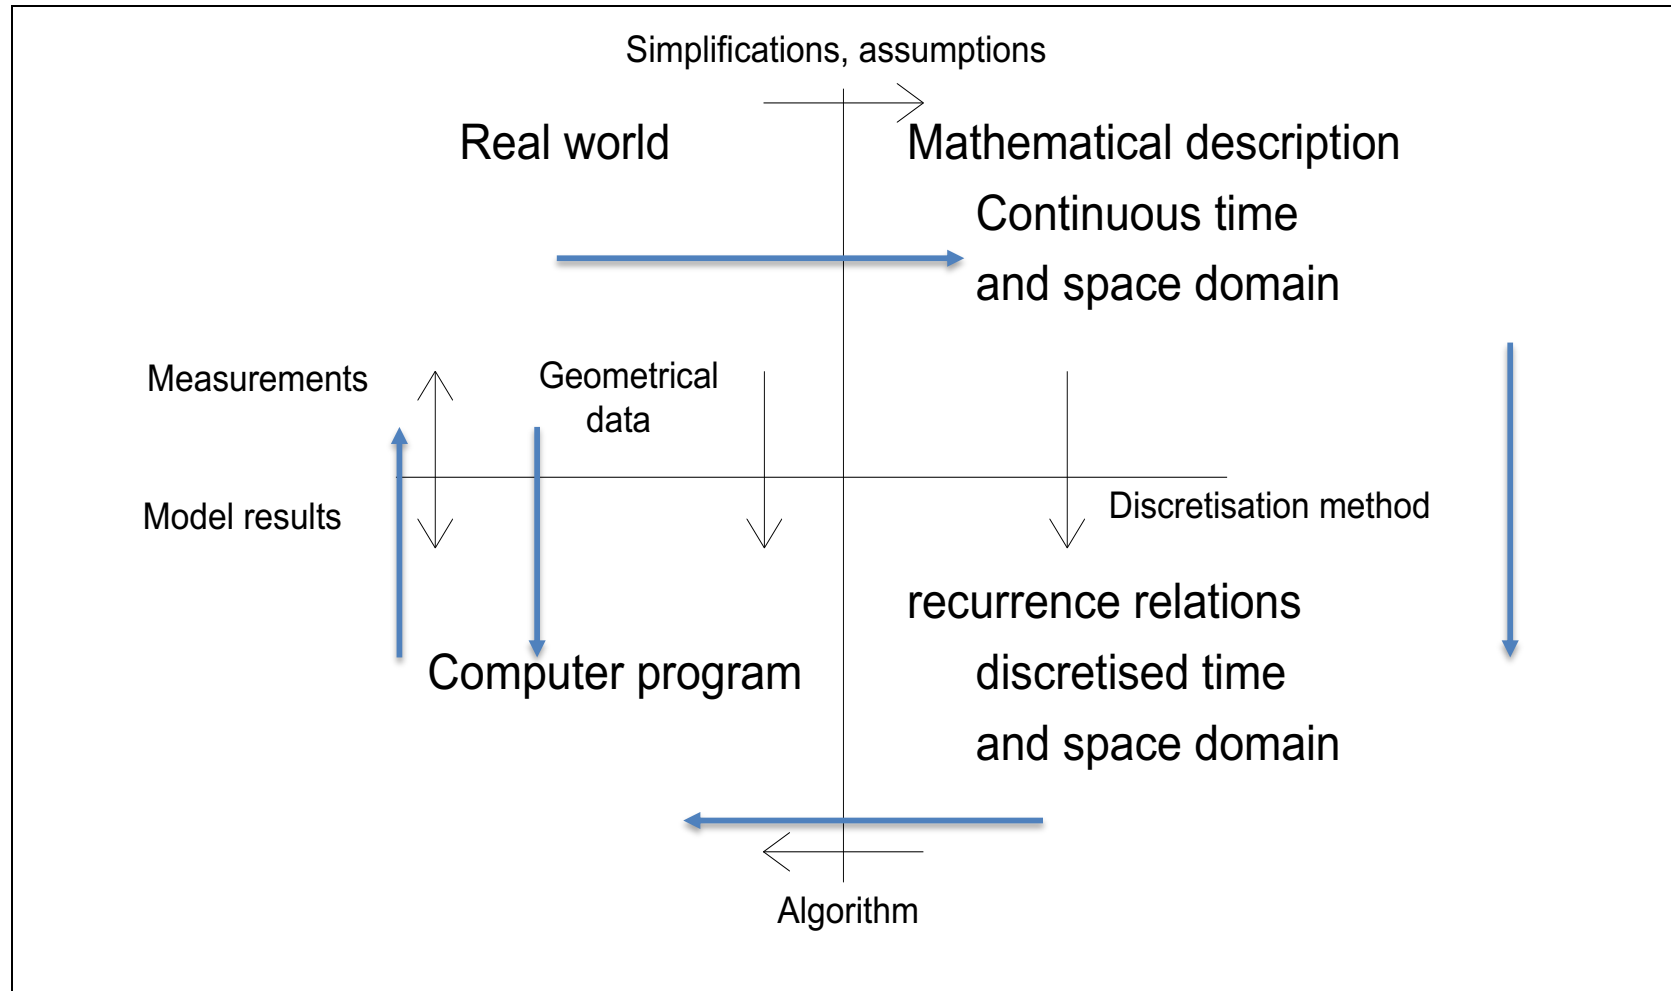 Simplifications, assumptions
Real world
Mathematical description
Continuous time
and space domain
Measurements
Geometrical
data
Model results
Discretisation method
recurrence relations
discretised time
and space domain
Computer program
Algorithm